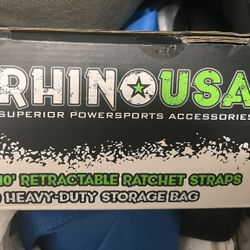 RHINO USA
SUPERIOR POWERSPORTS ACCESSORIES
10' RETRACTABLE RATCHET STRAPS
HEAVY-DUTY STORAGE BAG